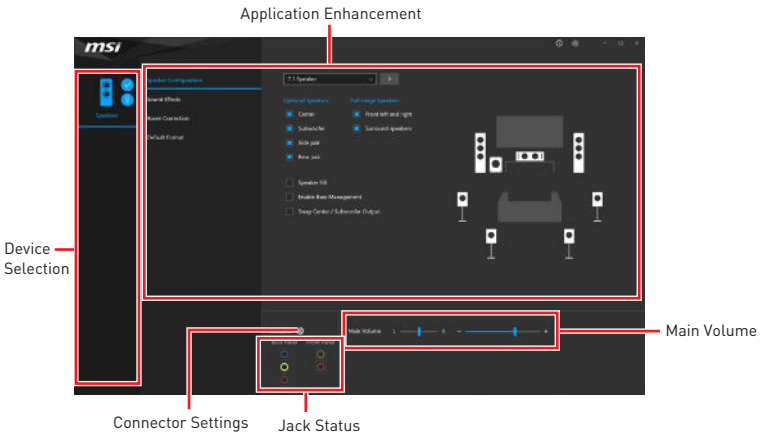 Application Enhancement
msi
Speakers
Speaker Configuration
Sound Effects
Room Correction
Default Format
7.1 Speaker
Optional Speakers
Full-range Speakers
Center
Front left and right
Subwoofer
Surround speakers
Side pair
Rear pair
Speaker Fill
Enable Bass Management
Swap Center / Subwoofer Output
Device
Selection
Main Volume
L
R
Main Volume
Back Panel
Front Panel
Connector Settings
Jack Status